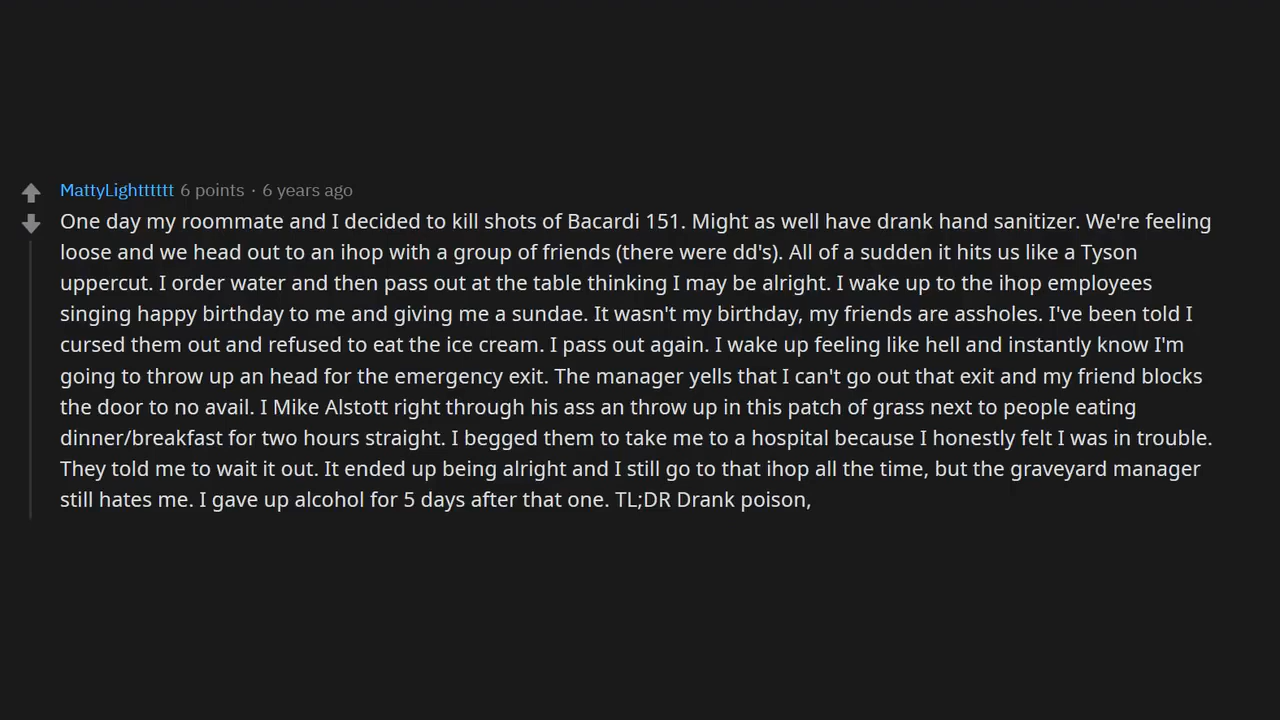 MattyLightttttt 6 points · 6 years ago
One day my roommate and I decided to kill shots of Bacardi 151. Might as well have drank hand sanitizer. We're feeling
loose and we head out to an ihop with a group of friends (there were dd's). All of a sudden it hits us like a Tyson
uppercut. I order water and then pass out at the table thinking I may be alright. I wake up to the ihop employees
singing happy birthday to me and giving me a sundae. It wasn't my birthday, my friends are assholes. I've been told I
cursed them out and refused to eat the ice cream. I pass out again. I wake up feeling like hell and instantly know I'm
going to throw up an head for the emergency exit. The manager yells that I can't go out that exit and my friend blocks
the door to no avail. I Mike Alstott right through his ass an throw up in this patch of grass next to people eating
dinner/breakfast for two hours straight. I begged them to take me to a hospital because I honestly felt I was in trouble.
They told me to wait it out. It ended up being alright and I still go to that ihop all the time, but the graveyard manager
still hates me. I gave up alcohol for 5 days after that one. TL;DR Drank poison,